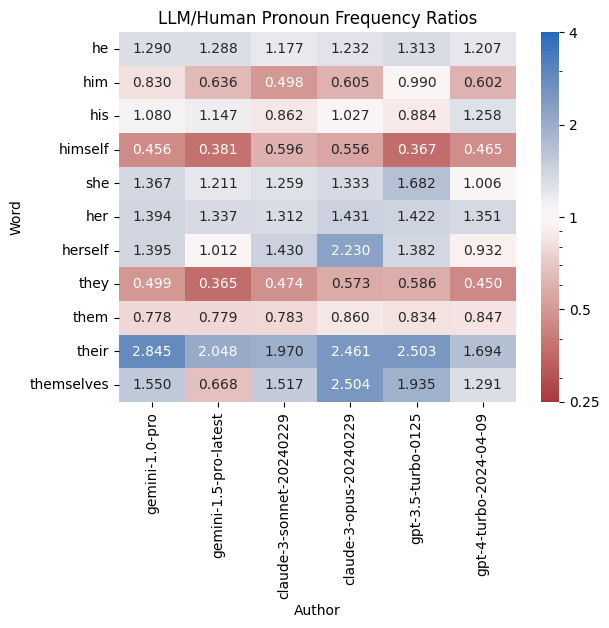 LLM/Human Pronoun Frequency Ratios
Word
he 1.290 1.288 1.177 1.232 1.313 1.207
him 0.830 0.636 0.498 0.605 0.990 0.602
his 1.080 1.147 0.862 1.027 0.884 1.258
himself 0.456 0.381 0.596 0.556 0.367 0.465
she 1.367 1.211 1.259 1.333 1.682 1.006
her 1.394 1.337 1.312 1.431 1.422 1.351
herself 1.395 1.012 1.430 2.230 1.382 0.932
they 0.499 0.365 0.474 0.573 0.586 0.450
them 0.778 0.779 0.783 0.860 0.834 0.847
their 2.845 2.048 1.970 2.461 2.503 1.694
themselves 1.550 0.668 1.517 2.504 1.935 1.291
gemini-1.0-pro
gemini-1.5-pro-latest
claude-3-sonnet-20240229
claude-3-opus-20240229
gpt-3.5-turbo-0125
gpt-4-turbo-2024-04-09
Author
4
2
1
0.5
0.25